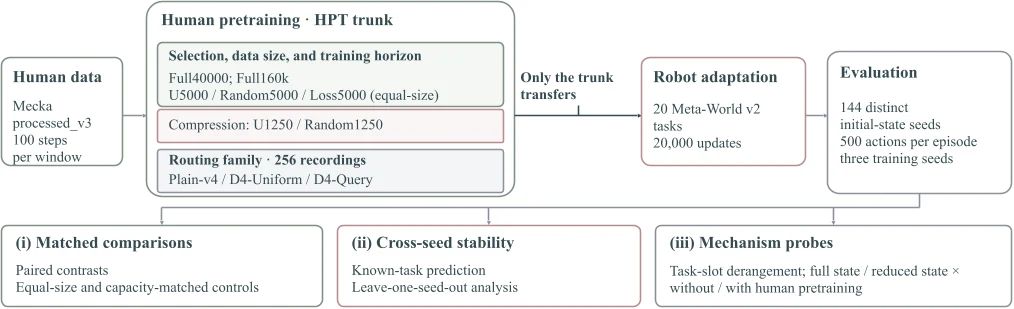 Human data
Mecka
processed_v3
100 steps
per window
Human pretraining · HPT trunk
Selection, data size, and training horizon
Full40000; Full160k
U5000 / Random5000 / Loss5000 (equal-size)
Compression: U1250 / Random1250
Routing family · 256 recordings
Plain-v4 / D4-Uniform / D4-Query
Only the trunk
transfers
Robot adaptation
20 Meta-World v2
tasks
20,000 updates
Evaluation
144 distinct
initial-state seeds
500 actions per episode
three training seeds
(i) Matched comparisons
Paired contrasts
Equal-size and capacity-matched controls
(ii) Cross-seed stability
Known-task prediction
Leave-one-seed-out analysis
(iii) Mechanism probes
Task-slot derangement; full state / reduced state ×
without / with human pretraining